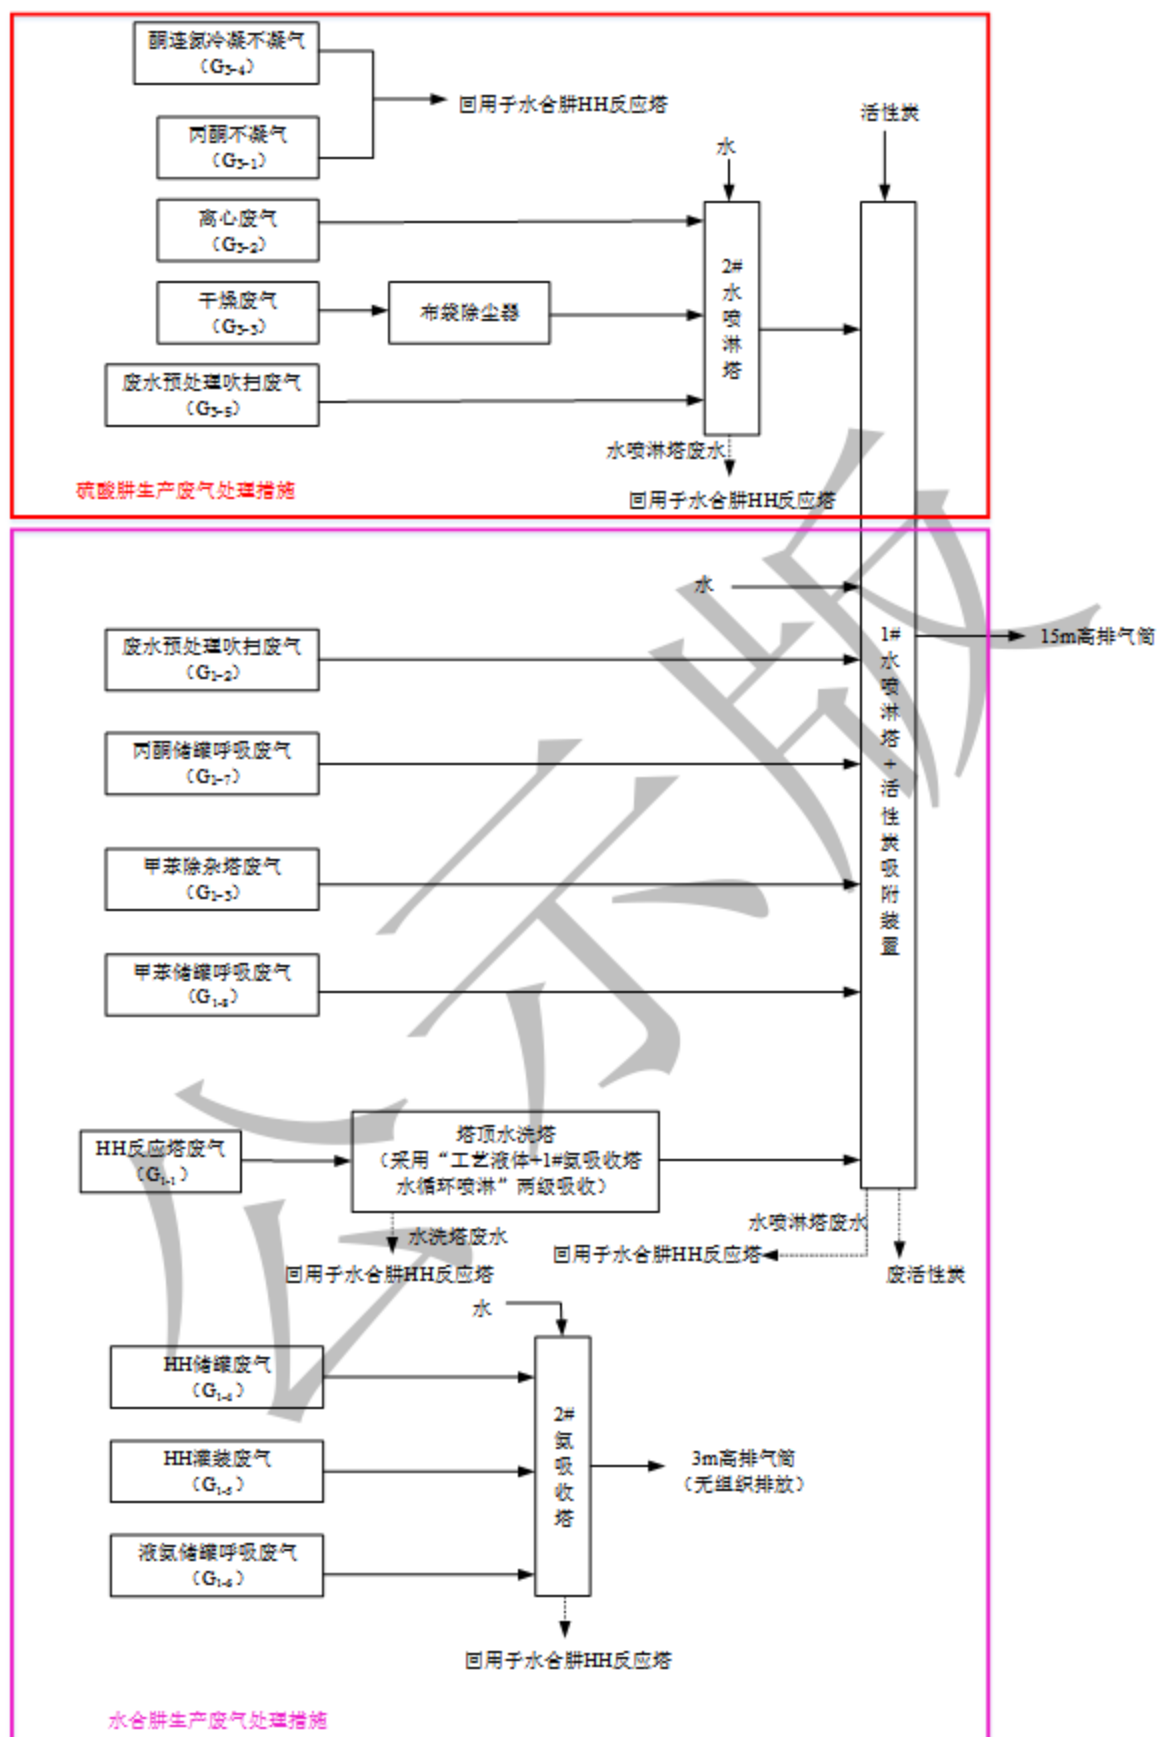 酮连氮冷凝不凝气
（G3-4）
回用于水合肼HH反应塔
丙酮不凝气
（G3-1）
活性炭
水
离心废气
（G3-2）
2#
水
喷
淋
塔
干燥废气
（G3-3）
布袋除尘器
废水预处理吹扫废气
（G3-5）
水喷淋塔废水
回用于水合肼HH反应塔
硫酸肼生产废气处理措施
水
1#
水
喷
淋
塔
+
活
性
炭
吸
附
装
置
15m高排气筒
废水预处理吹扫废气
（G1-2）
丙酮储罐呼吸废气
（G1-7）
甲苯除杂塔废气
（G1-3）
甲苯储罐呼吸废气
（G1-8）
HH反应塔废气
（G1-1）
塔顶水洗塔
（采用“工艺液体+1#氨吸收塔
水循环喷淋”两级吸收）
水洗塔废水
回用于水合肼HH反应塔
水喷淋塔废水
回用于水合肼HH反应塔
废活性炭
水
HH储罐废气
2#
氨
吸
收
塔
HH灌装废气
（G1-5）
3m高排气筒
（无组织排放）
液氨储罐呼吸废气
（G1-6）
回用于水合肼HH反应塔
水合肼生产废气处理措施
公示版